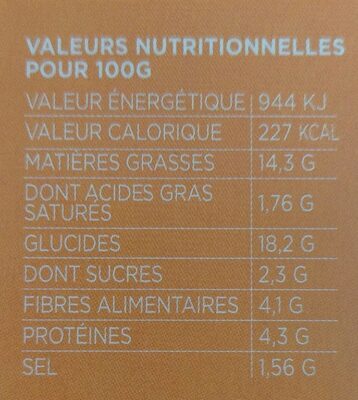 VALEURS NUTRITIONNELLES
POUR 100G
VALEUR ÉNERGÉTIQUE 944 KJ
VALEUR CALORIQUE 227 KCAL
MATIÈRES GRASSES 14,3 G
DONT ACIDES GRAS
SATURÉS 1,76 G
GLUCIDES 18,2 G
DONT SUCRES 2,3 G
FIBRES ALIMENTAIRES 4,1 G
PROTÉINES 4,3 G
SEL 1,56 G